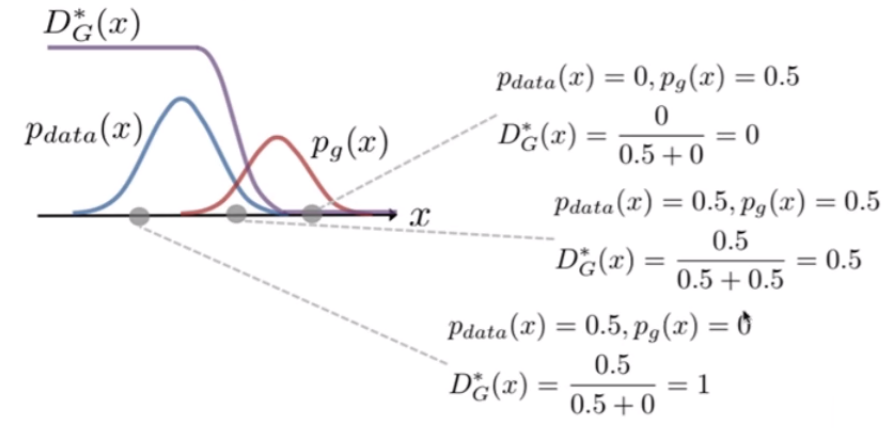 D*_G(x)
p_data(x)
p_g(x)
x
p_data(x) = 0, p_g(x) = 0.5
D*_G(x) = 0 / (0.5 + 0) = 0
p_data(x) = 0.5, p_g(x) = 0.5
D*_G(x) = 0.5 / (0.5 + 0.5) = 0.5
p_data(x) = 0.5, p_g(x) = 0
D*_G(x) = 0.5 / (0.5 + 0) = 1